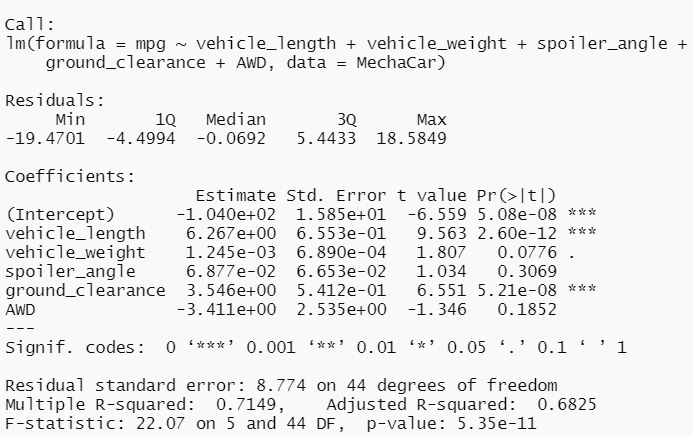 Call:
lm(formula = mpg ~ vehicle_length + vehicle_weight + spoiler_angle +
    ground_clearance + AWD, data = MechaCar)

Residuals:
     Min       1Q   Median       3Q      Max
-19.4701  -4.4994  -0.0692   5.4433  18.5849

Coefficients:
                   Estimate Std. Error t value Pr(>|t|)
(Intercept)      -1.040e+02  1.585e+01  -6.559 5.08e-08 ***
vehicle_length    6.267e+00  6.553e-01   9.563 2.60e-12 ***
vehicle_weight    1.245e-03  6.890e-04   1.807   0.0776 .
spoiler_angle     6.877e-02  6.653e-02   1.034   0.3069
ground_clearance  3.546e+00  5.412e-01   6.551 5.21e-08 ***
AWD              -3.411e+00  2.535e+00  -1.346   0.1852
---
Signif. codes:  0 ‘***’ 0.001 ‘**’ 0.01 ‘*’ 0.05 ‘.’ 0.1 ‘ ’ 1

Residual standard error: 8.774 on 44 degrees of freedom
Multiple R-squared:  0.7149,    Adjusted R-squared:  0.6825
F-statistic: 22.07 on 5 and 44 DF,  p-value: 5.35e-11